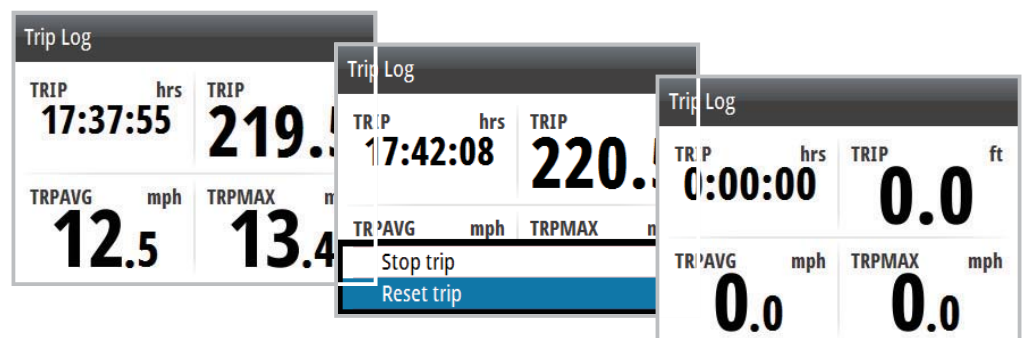 Trip Log
TRIP hrs TRIP
17:37:55 219.
TRPAVG mph TRPMAX
12.5 13.4
Trip Log
TRIP hrs TRIP
17:42:08 220.
TRPAVG mph TRPMAX
Stop trip
Reset trip
Trip Log
TRIP hrs TRIP ft
0:00:00 0.0
TRPAVG mph TRPMAX mph
0.0 0.0